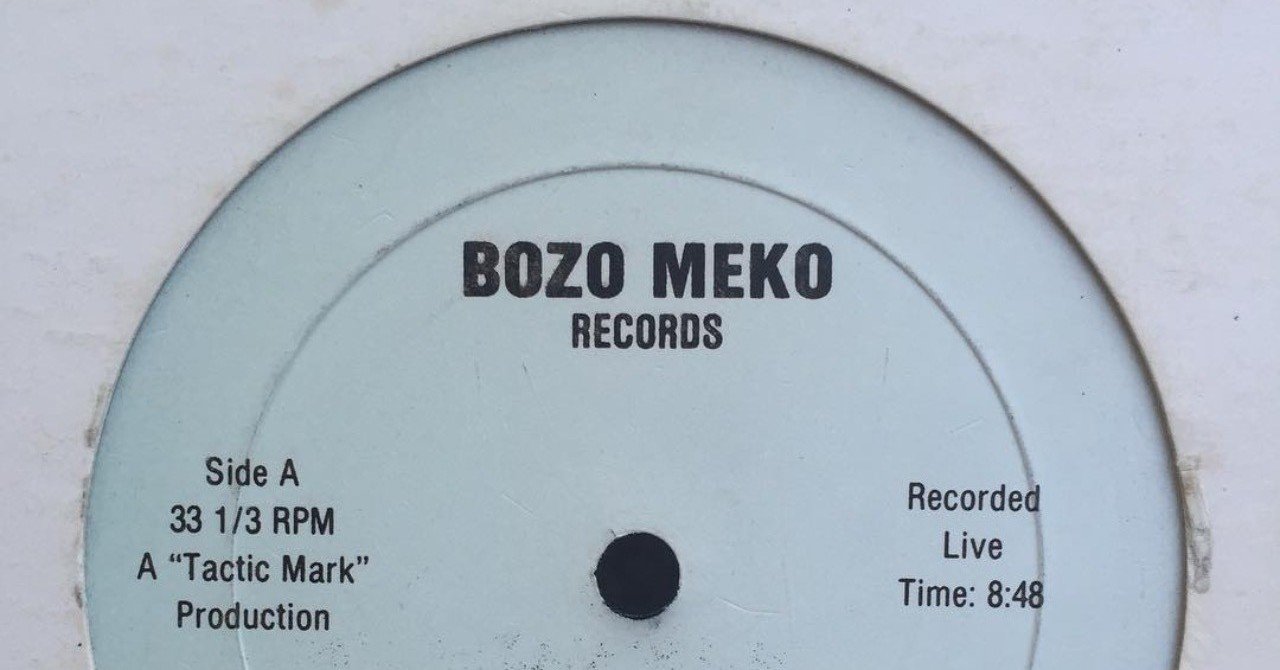 BOZO MEKO
RECORDS
Side A
33 1/3 RPM
A “Tactic Mark”
Production
Recorded
Live
Time: 8:48